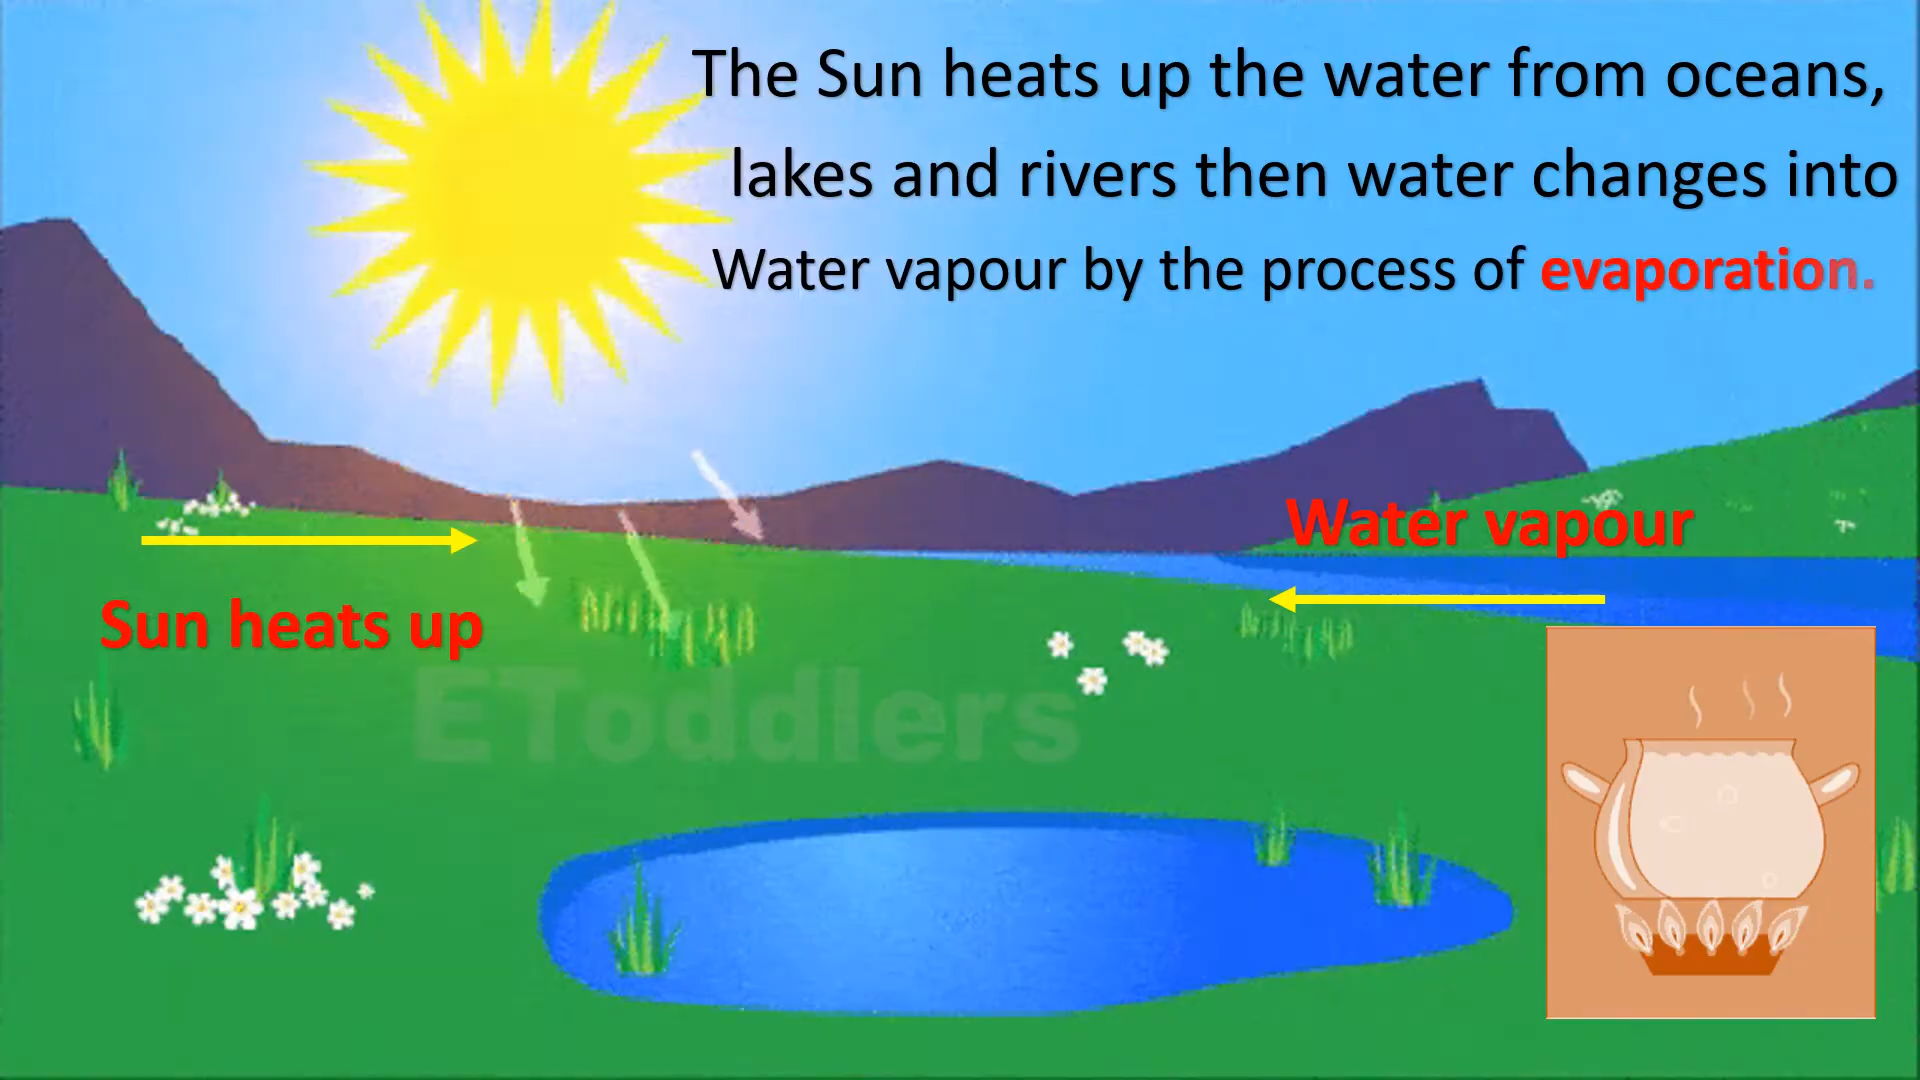 The Sun heats up the water from oceans,
lakes and rivers then water changes into
Water vapour by the process of evaporation.
Water vapour
Sun heats up
EToddlers